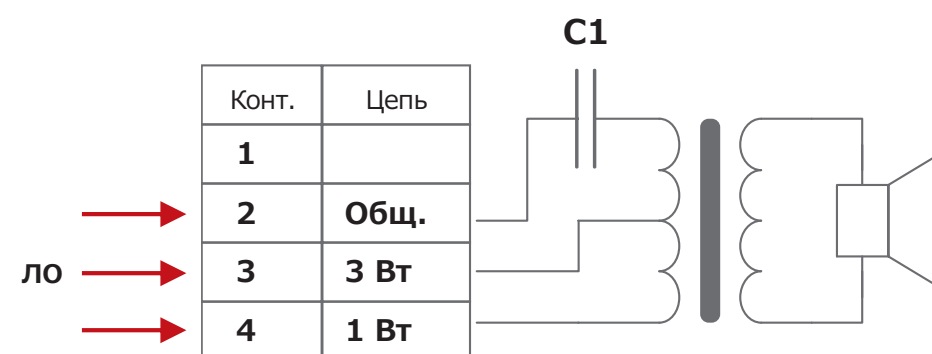 C1
Конт. Цепь
1
2 Общ.
ло 3 3 Вт
4 1 Вт